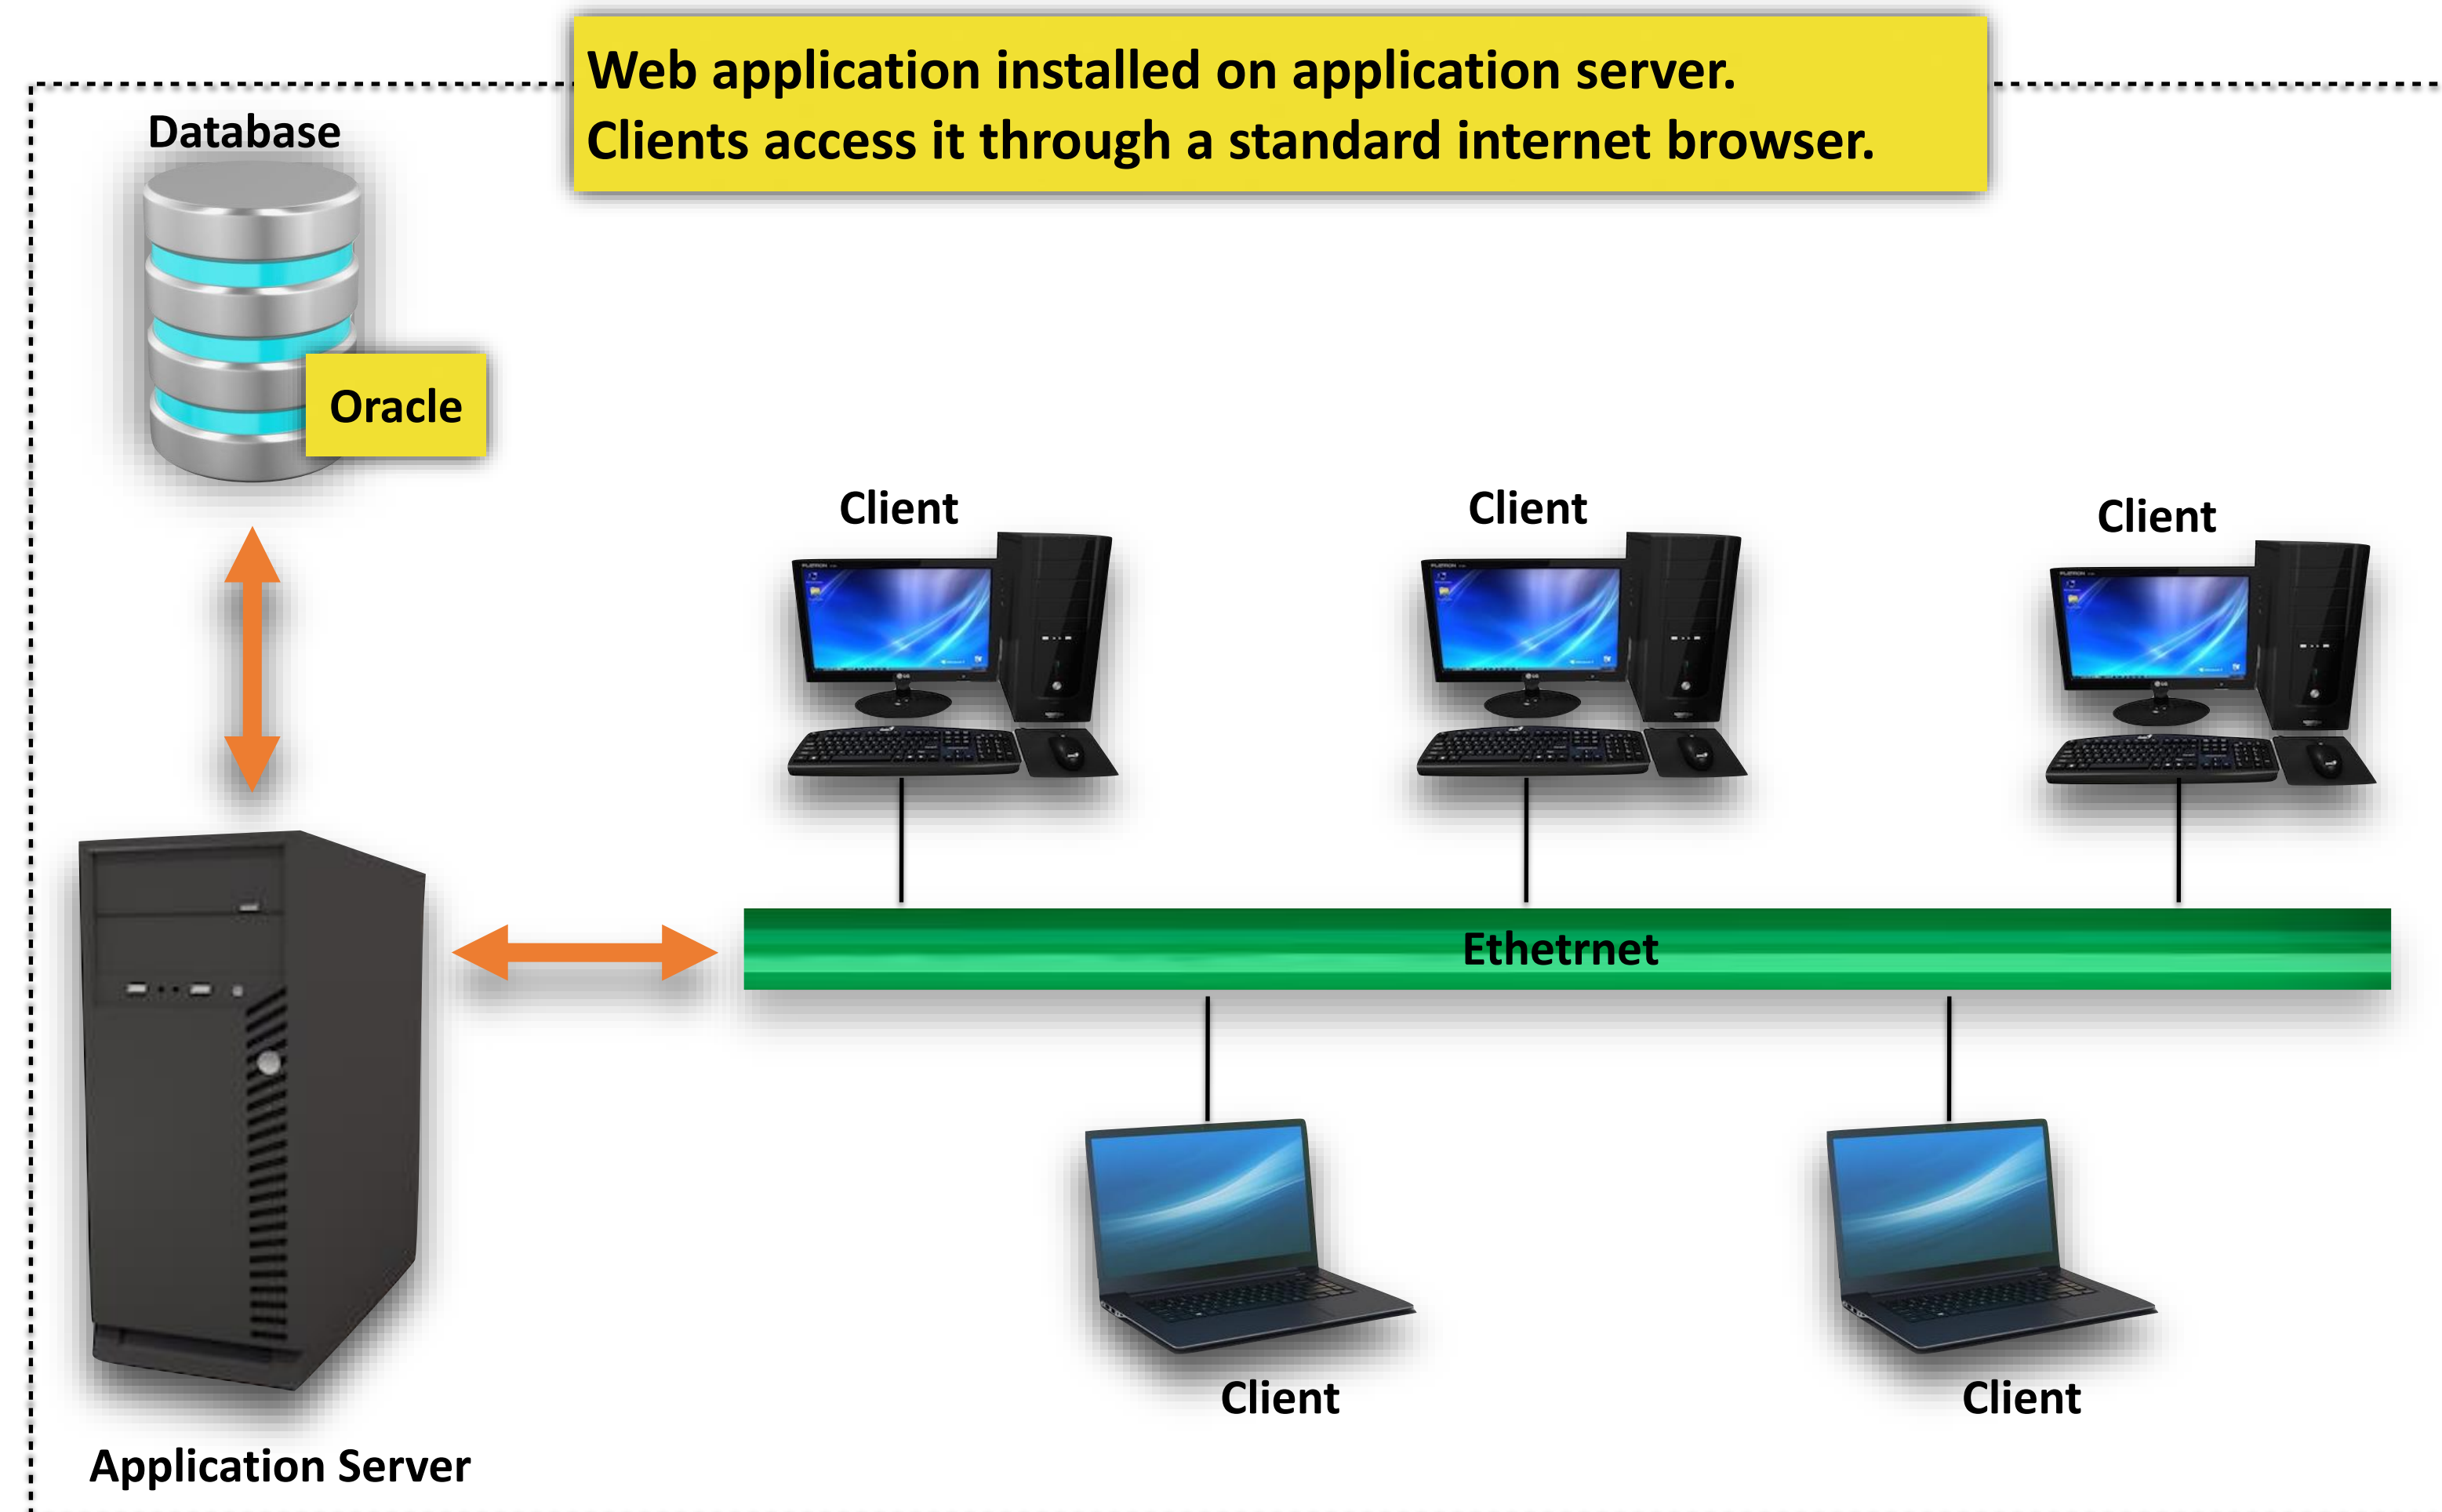 Web application installed on application server.
Clients access it through a standard internet browser.
Database
Oracle
Client
Client
Client
Ethetrnet
Client
Client
Application Server